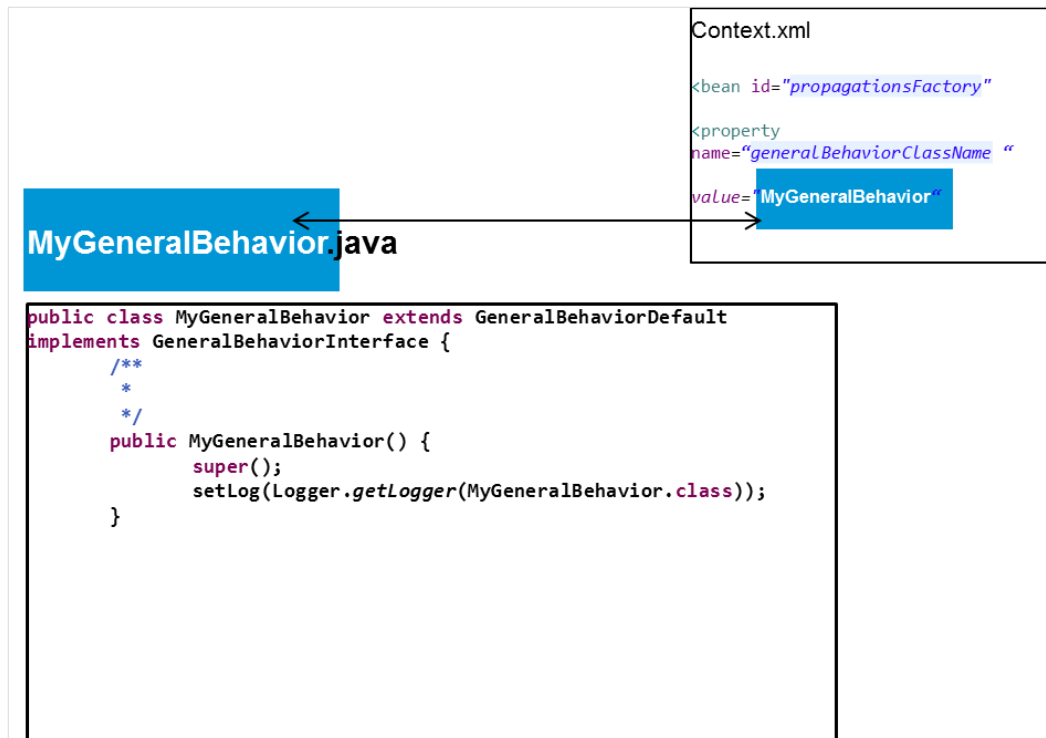 Context.xml
<bean id="propagationsFactory"
<property
name=“generalBehaviorClassName “
value="MyGeneralBehavior“
MyGeneralBehavior.java
public class MyGeneralBehavior extends GeneralBehaviorDefault
implements GeneralBehaviorInterface {
/**
*
*/
public MyGeneralBehavior() {
super();
setLog(Logger.getLogger(MyGeneralBehavior.class));
}